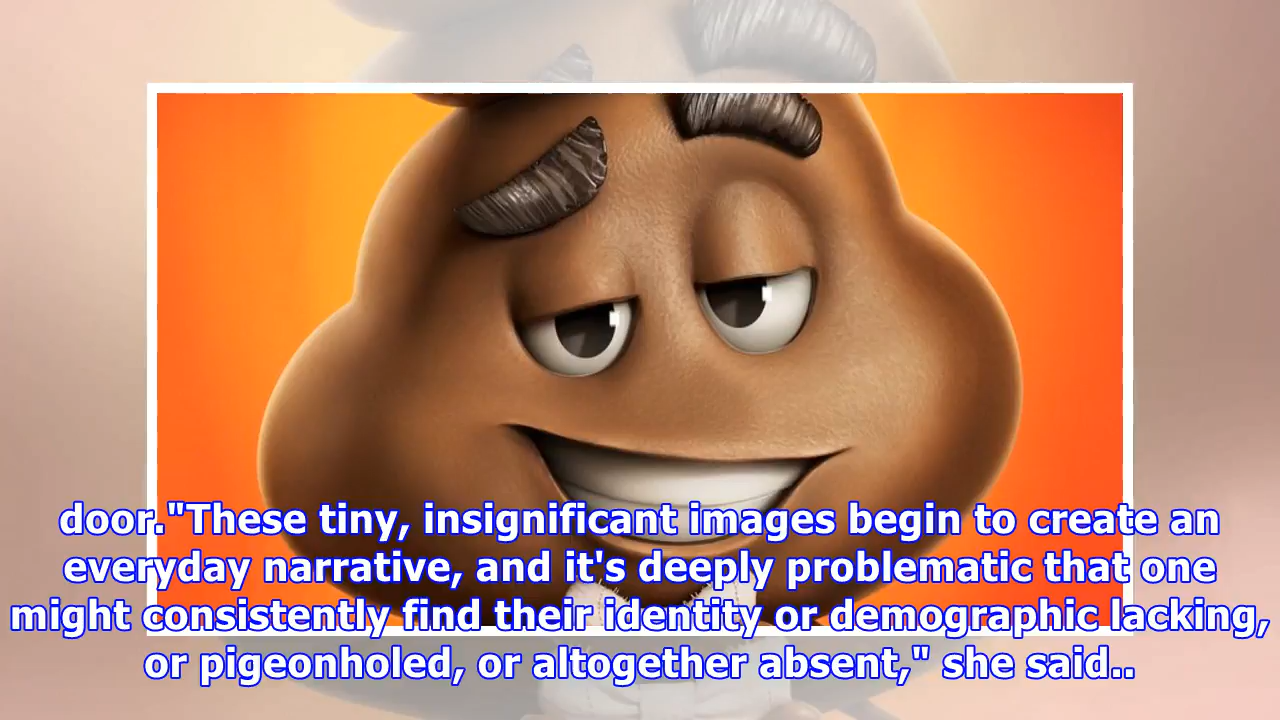 door."These tiny, insignificant images begin to create an
everyday narrative, and it's deeply problematic that one
might consistently find their identity or demographic lacking,
or pigeonholed, or altogether absent," she said..